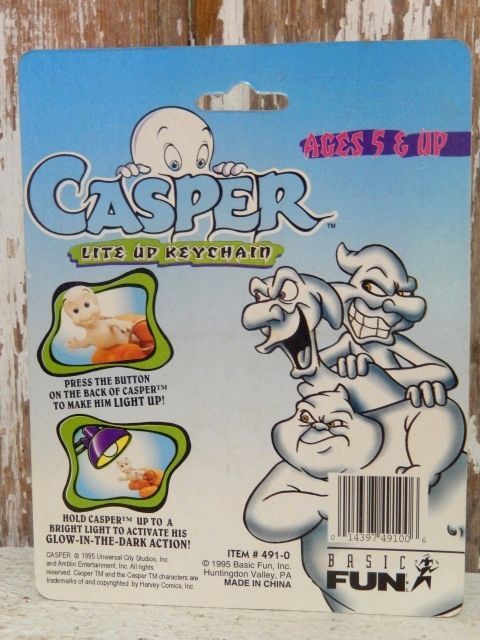 AGES 5 & UP
CASPER™
LITE UP KEYCHAIN
PRESS THE BUTTON
ON THE BACK OF CASPER™
TO MAKE HIM LIGHT UP!
HOLD CASPER™ UP TO A
BRIGHT LIGHT TO ACTIVATE HIS
GLOW-IN-THE-DARK ACTION!
CASPER © 1995 Universal City Studios, Inc.
and Amblin Entertainment, Inc. All rights
reserved. Casper TM and the Casper TM characters are
trademarks of and copyrighted by Harvey Comics, Inc.
ITEM # 491-0
© 1995 Basic Fun, Inc.
Huntingdon Valley, PA
MADE IN CHINA
0 14397 49100 6
BASIC
FUN